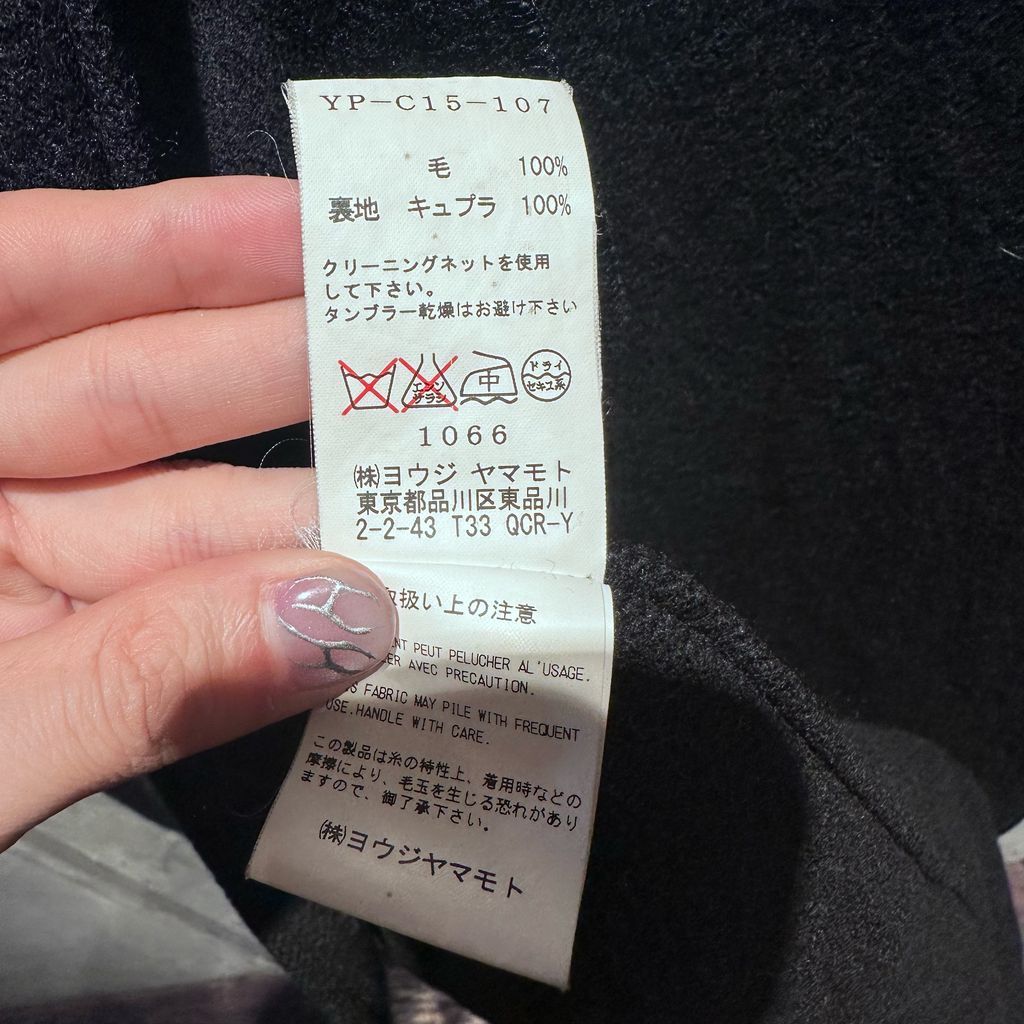 YP-C15-107
毛 100%
裏地 キュプラ 100%
クリーニングネットを使用
して下さい。
タンブラー乾燥はお避け下さい
エンソ
サラシ
中
ドライ
セキユ系
1066
㈱ヨウジ ヤマモト
東京都品川区東品川
2-2-43 T33 QCR-Y
扱い上の注意
PEUT PELUCHER AL'USAGE.
AVEC PRECAUTION.
FABRIC MAY PILE WITH FREQUENT
USE.HANDLE WITH CARE.
この製品は糸の特性上、着用時などの
摩擦により、毛玉を生じる恐れがあり
ますので、御了承下さい。
㈱ヨウジヤマモト